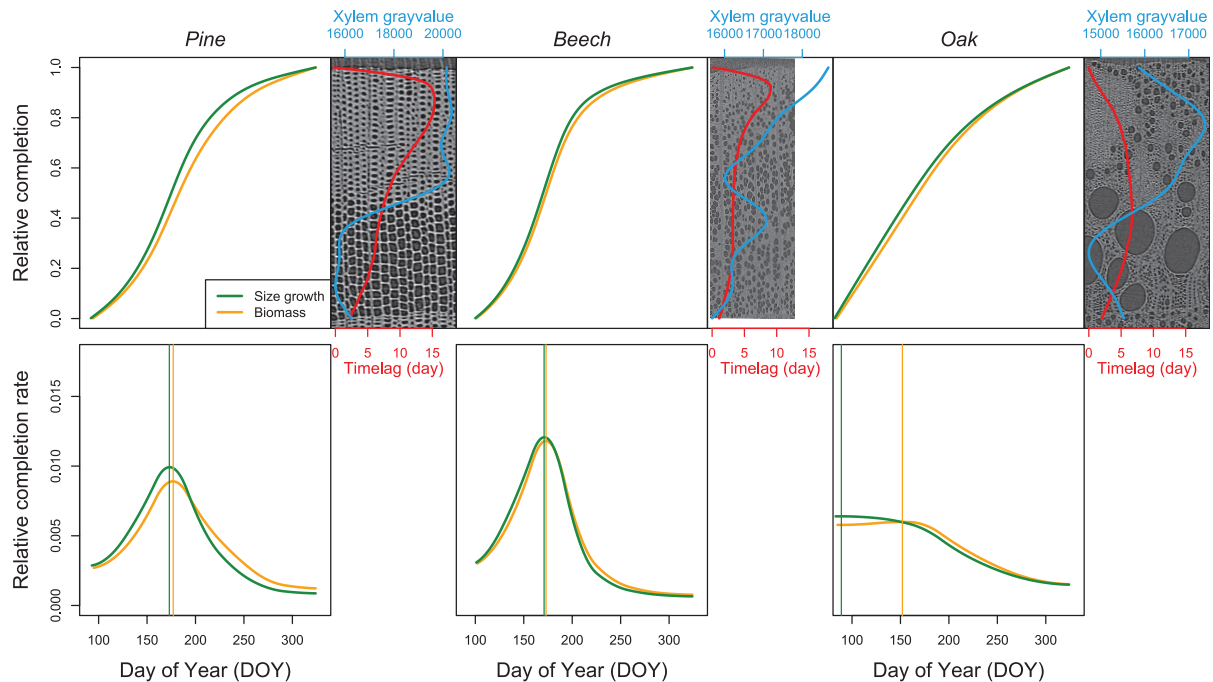 Xylem grayvalue
16000 18000 20000
Xylem grayvalue
16000 17000 18000
Xylem grayvalue
15000 16000 17000
Pine
Beech
Oak
Relative completion
1.0
0.8
0.6
0.4
0.2
0.0
Size growth
Biomass
0 5 10 15
Timelag (day)
0 5 10 15
Timelag (day)
0 5 10 15
Timelag (day)
Relative completion rate
0.015
0.010
0.005
0.000
100 150 200 250 300
Day of Year (DOY)
100 150 200 250 300
Day of Year (DOY)
100 150 200 250 300
Day of Year (DOY)